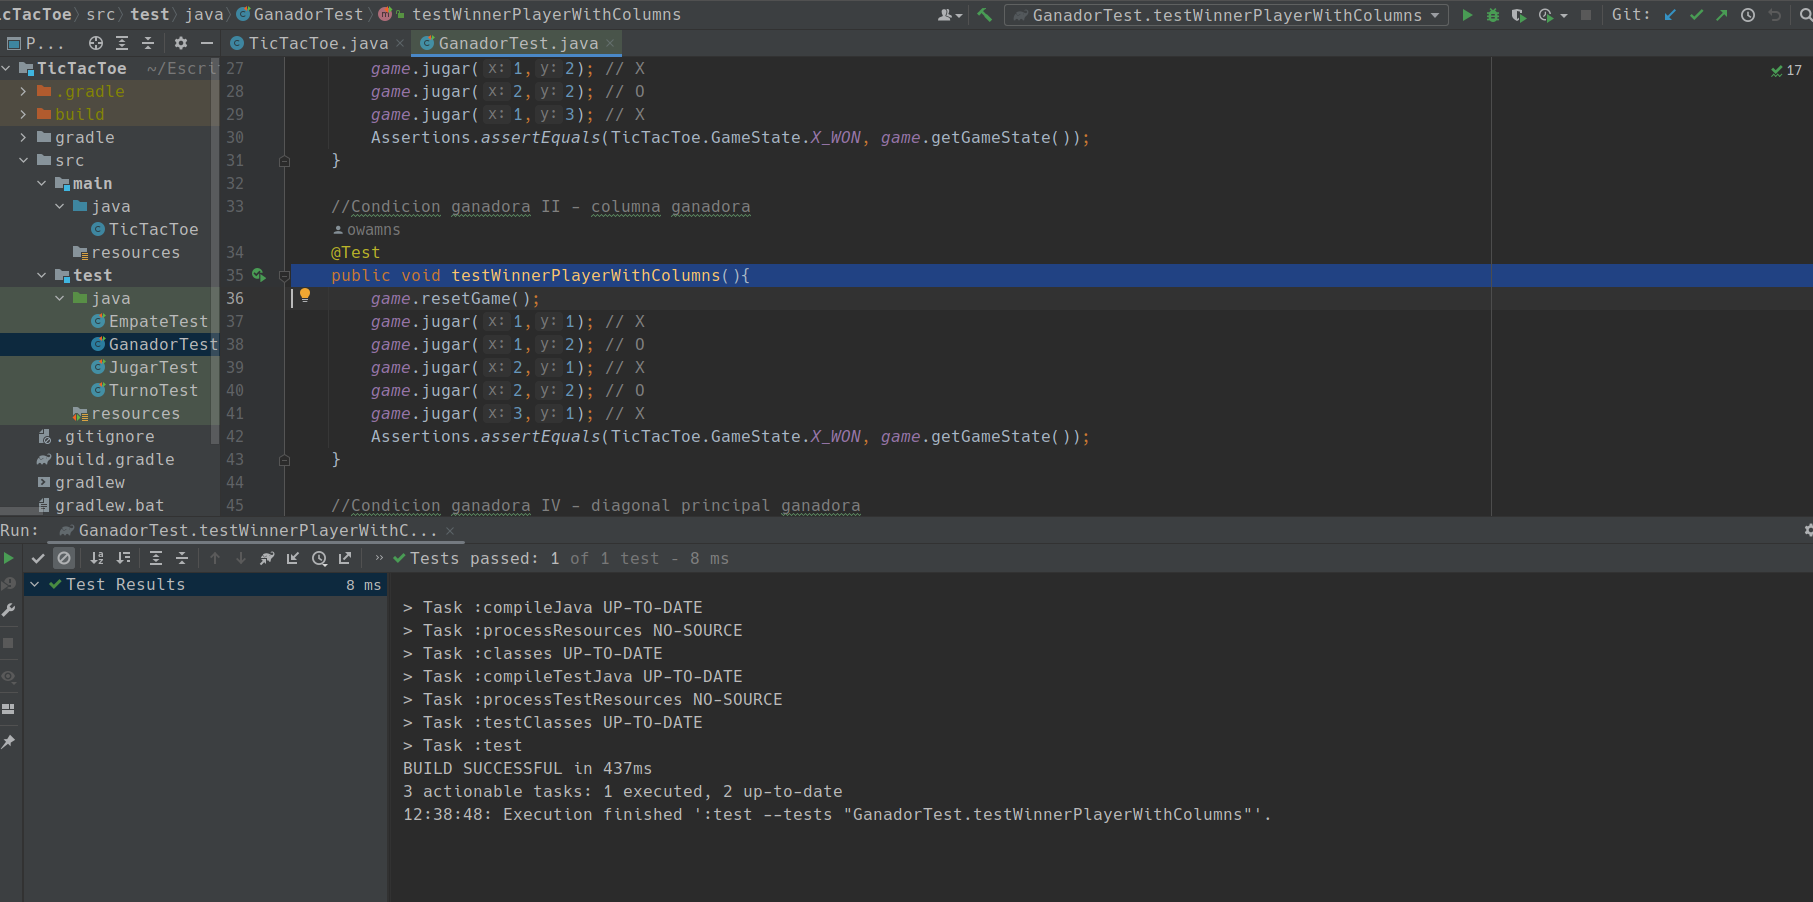 cTacToe 〉 src 〉 test 〉 java 〉 GanadorTest 〉 testWinnerPlayerWithColumns
GanadorTest.testWinnerPlayerWithColumns
Git:
P...
TicTacToe.java
GanadorTest.java
TicTacToe ~/Escri
.gradle
build
gradle
src
main
java
TicTacToe
resources
test
java
EmpateTest
GanadorTest
JugarTest
TurnoTest
resources
.gitignore
build.gradle
gradlew
gradlew.bat
17
27 game.jugar( x: 1, y: 2); // X
28 game.jugar( x: 2, y: 2); // O
29 game.jugar( x: 1, y: 3); // X
30 Assertions.assertEquals(TicTacToe.GameState.X_WON, game.getGameState());
31 }
32
33 //Condicion ganadora II - columna ganadora
owamns
34 @Test
35 public void testWinnerPlayerWithColumns(){
36 game.resetGame();
37 game.jugar( x: 1, y: 1); // X
38 game.jugar( x: 1, y: 2); // O
39 game.jugar( x: 2, y: 1); // X
40 game.jugar( x: 2, y: 2); // O
41 game.jugar( x: 3, y: 1); // X
42 Assertions.assertEquals(TicTacToe.GameState.X_WON, game.getGameState());
43 }
44
45 //Condicion ganadora IV - diagonal principal ganadora
Run: GanadorTest.testWinnerPlayerWithC...
Tests passed: 1 of 1 test - 8 ms
Test Results 8 ms
> Task :compileJava UP-TO-DATE
> Task :processResources NO-SOURCE
> Task :classes UP-TO-DATE
> Task :compileTestJava UP-TO-DATE
> Task :processTestResources NO-SOURCE
> Task :testClasses UP-TO-DATE
> Task :test
BUILD SUCCESSFUL in 437ms
3 actionable tasks: 1 executed, 2 up-to-date
12:38:48: Execution finished ':test --tests "GanadorTest.testWinnerPlayerWithColumns"'.